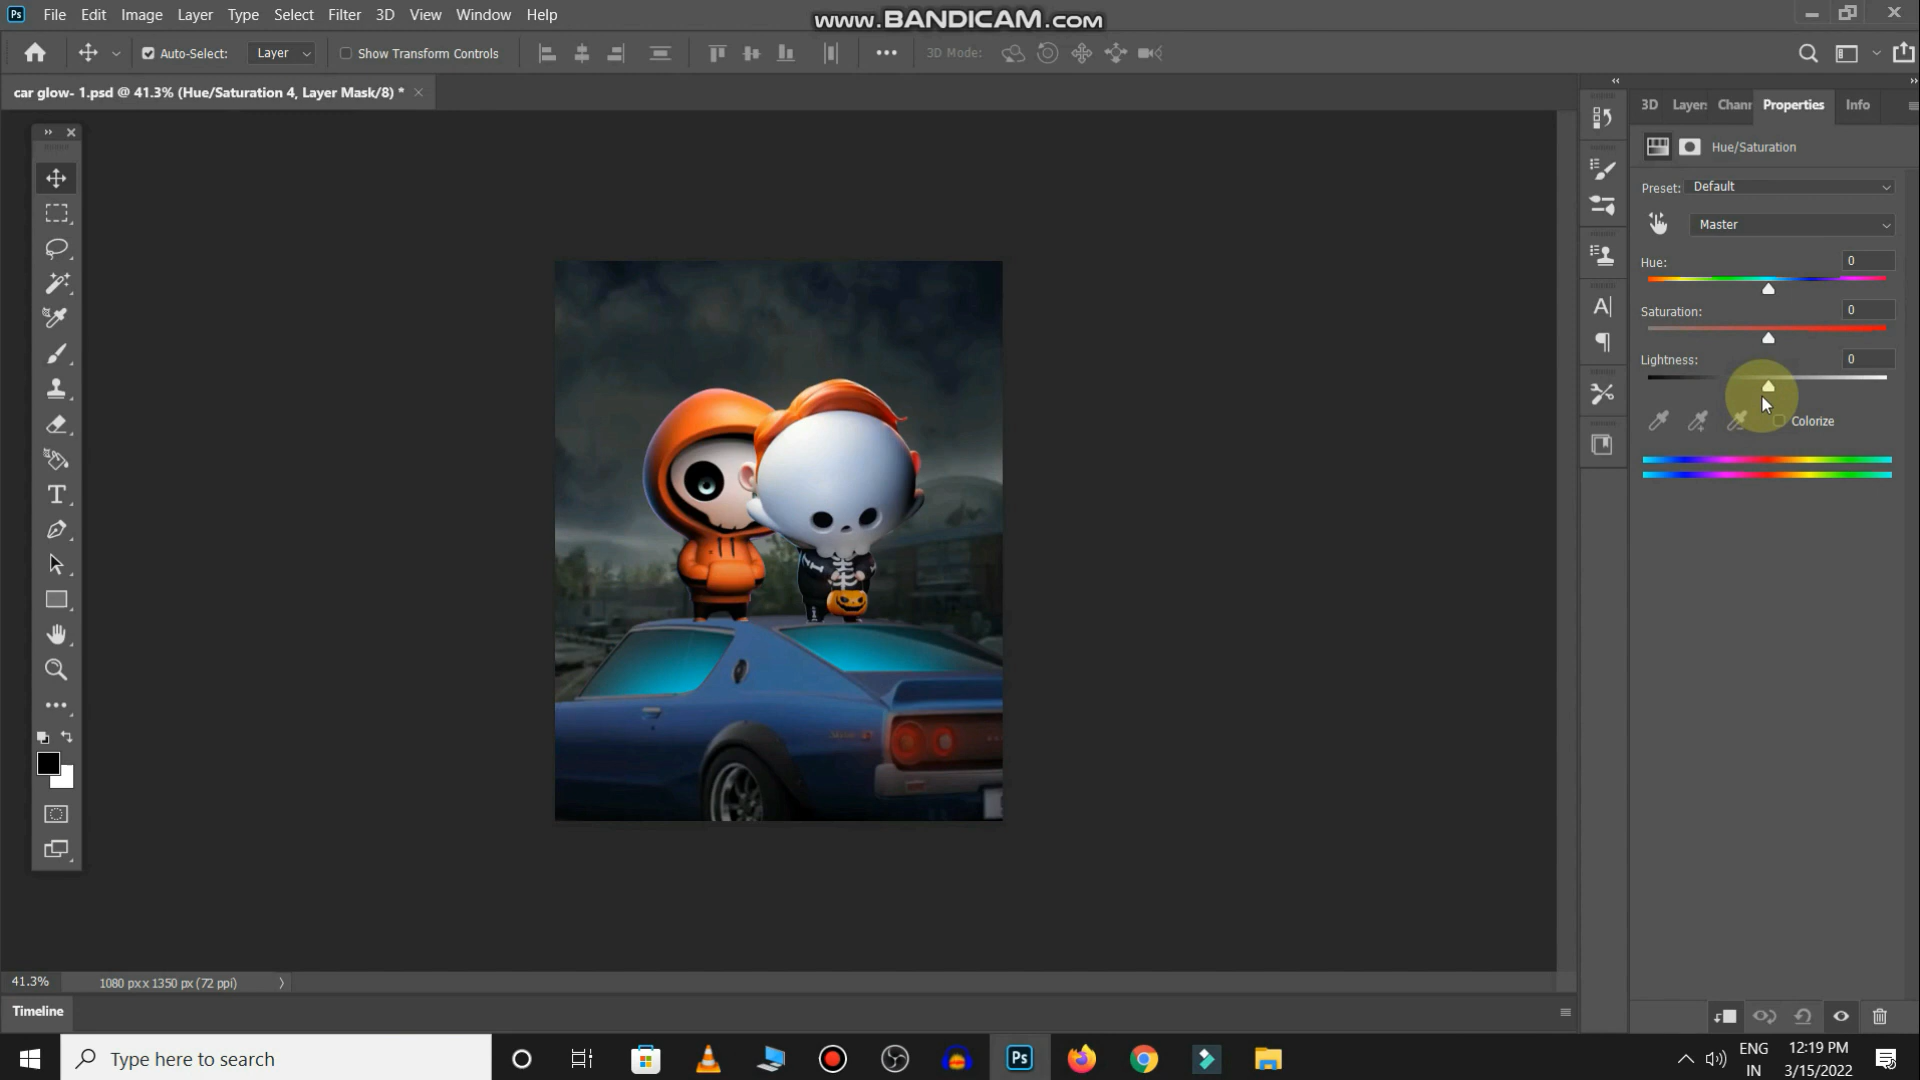 Ps File Edit Image Layer Type Select Filter 3D View Window Help
www.BANDICAM.com
Auto-Select: Layer Show Transform Controls 3D Mode:
car glow- 1.psd @ 41.3% (Hue/Saturation 4, Layer Mask/8) *
3D Layer Chann Properties Info
Hue/Saturation
Preset: Default
Master
Hue: 0
Saturation: 0
Lightness: 0
Colorize
41.3% 1080 px x 1350 px (72 ppi)
Timeline
Type here to search
Ps
ENG 12:19 PM
IN 3/15/2022